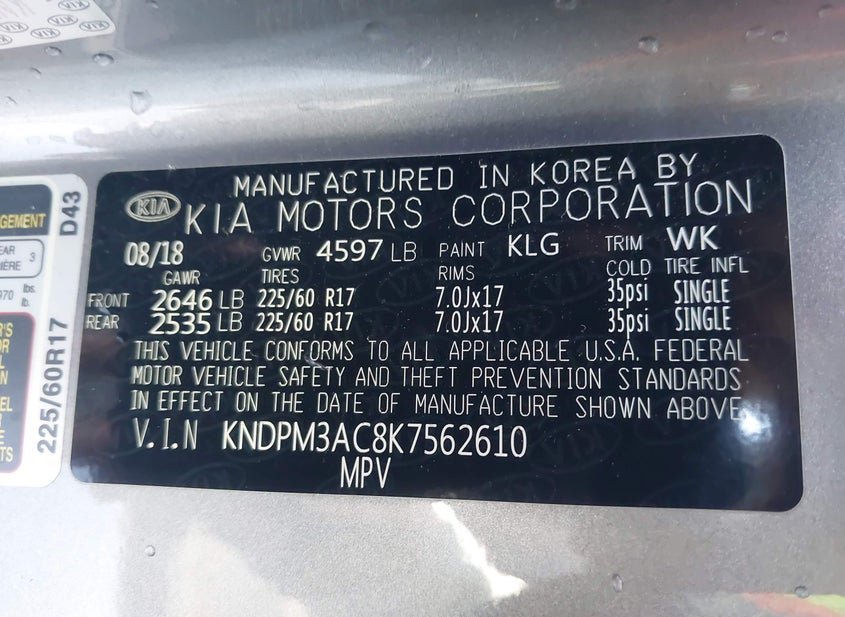 MANUFACTURED IN KOREA BY
KIA KIA MOTORS CORPORATION
08/18 GVWR 4597 LB PAINT KLG TRIM WK
GAWR TIRES RIMS COLD TIRE INFL
FRONT 2646 LB 225/60 R17 7.0Jx17 35psi SINGLE
REAR 2535 LB 225/60 R17 7.0Jx17 35psi SINGLE
THIS VEHICLE CONFORMS TO ALL APPLICABLE U.S.A. FEDERAL
MOTOR VEHICLE SAFETY AND THEFT PREVENTION STANDARDS
IN EFFECT ON THE DATE OF MANUFACTURE SHOWN ABOVE.
V.I.N KNDPM3AC8K7562610
MPV
D43
225/60R17
3
970 lbs.